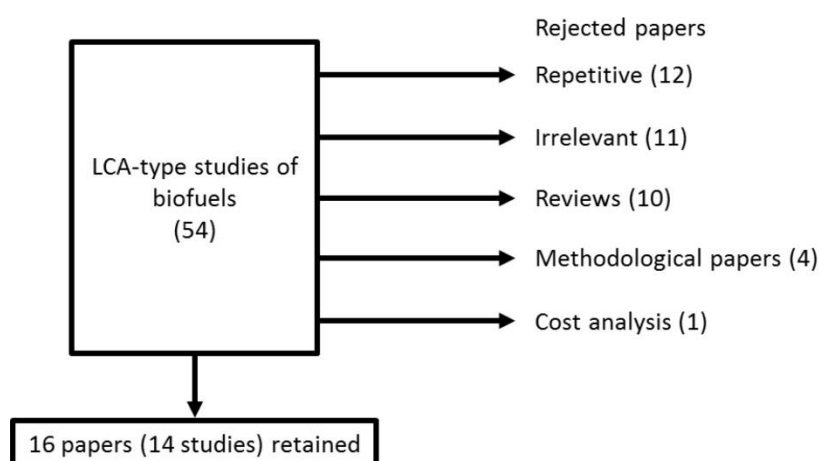 Rejected papers
Repetitive (12)
Irrelevant (11)
LCA-type studies of
biofuels
(54)
Reviews (10)
Methodological papers (4)
Cost analysis (1)
16 papers (14 studies) retained